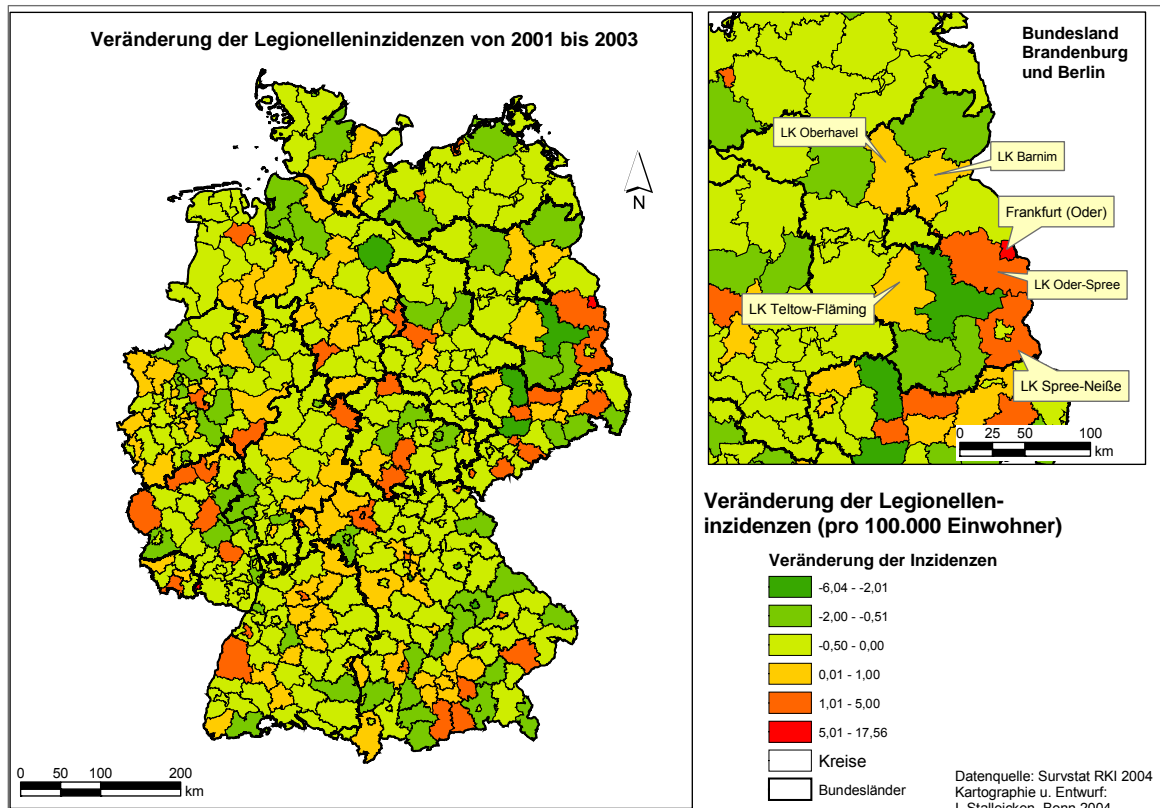 Veränderung der Legionelleninzidenzen von 2001 bis 2003
N
0 50 100 200
km
Bundesland
Brandenburg
und Berlin
LK Oberhavel
LK Barnim
Frankfurt (Oder)
LK Oder-Spree
LK Teltow-Fläming
LK Spree-Neiße
0 25 50 100
km
Veränderung der Legionellen-
inzidenzen (pro 100.000 Einwohner)
Veränderung der Inzidenzen
-6,04 - -2,01
-2,00 - -0,51
-0,50 - 0,00
0,01 - 1,00
1,01 - 5,00
5,01 - 17,56
Kreise
Bundesländer
Datenquelle: Survstat RKI 2004
Kartographie u. Entwurf:
Bonn 2004